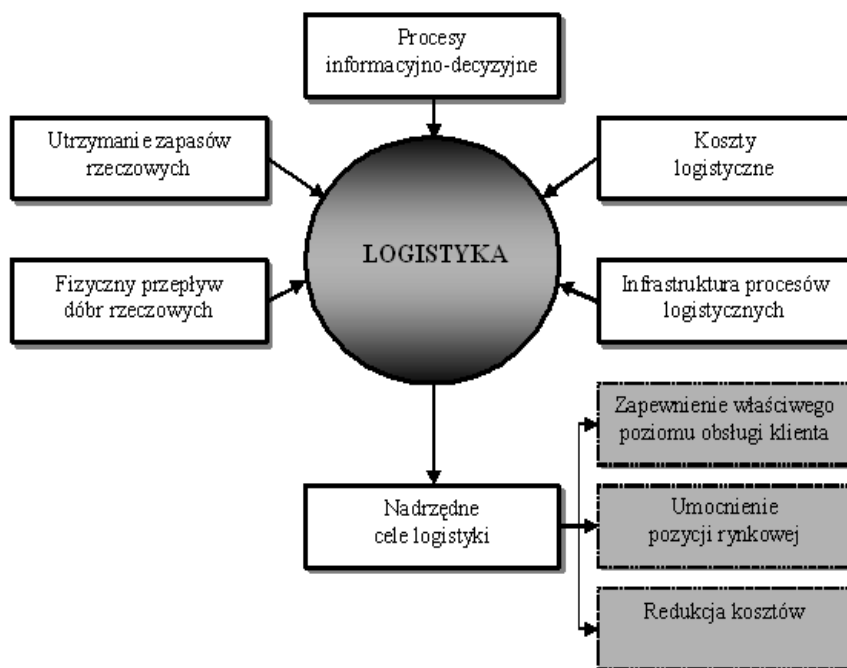 Procesy
informacyjno-decyzyjne
Utrzymanie zapasów
rzeczowych
Koszty
logistyczne
LOGISTYKA
Fizyczny przepływ
dóbr rzeczowych
Infrastruktura procesów
logistycznych
Zapewnienie właściwego
poziomu obsługi klienta
Nadrzędne
cele logistyki
Umocnienie
pozycji rynkowej
Redukcja kosztów